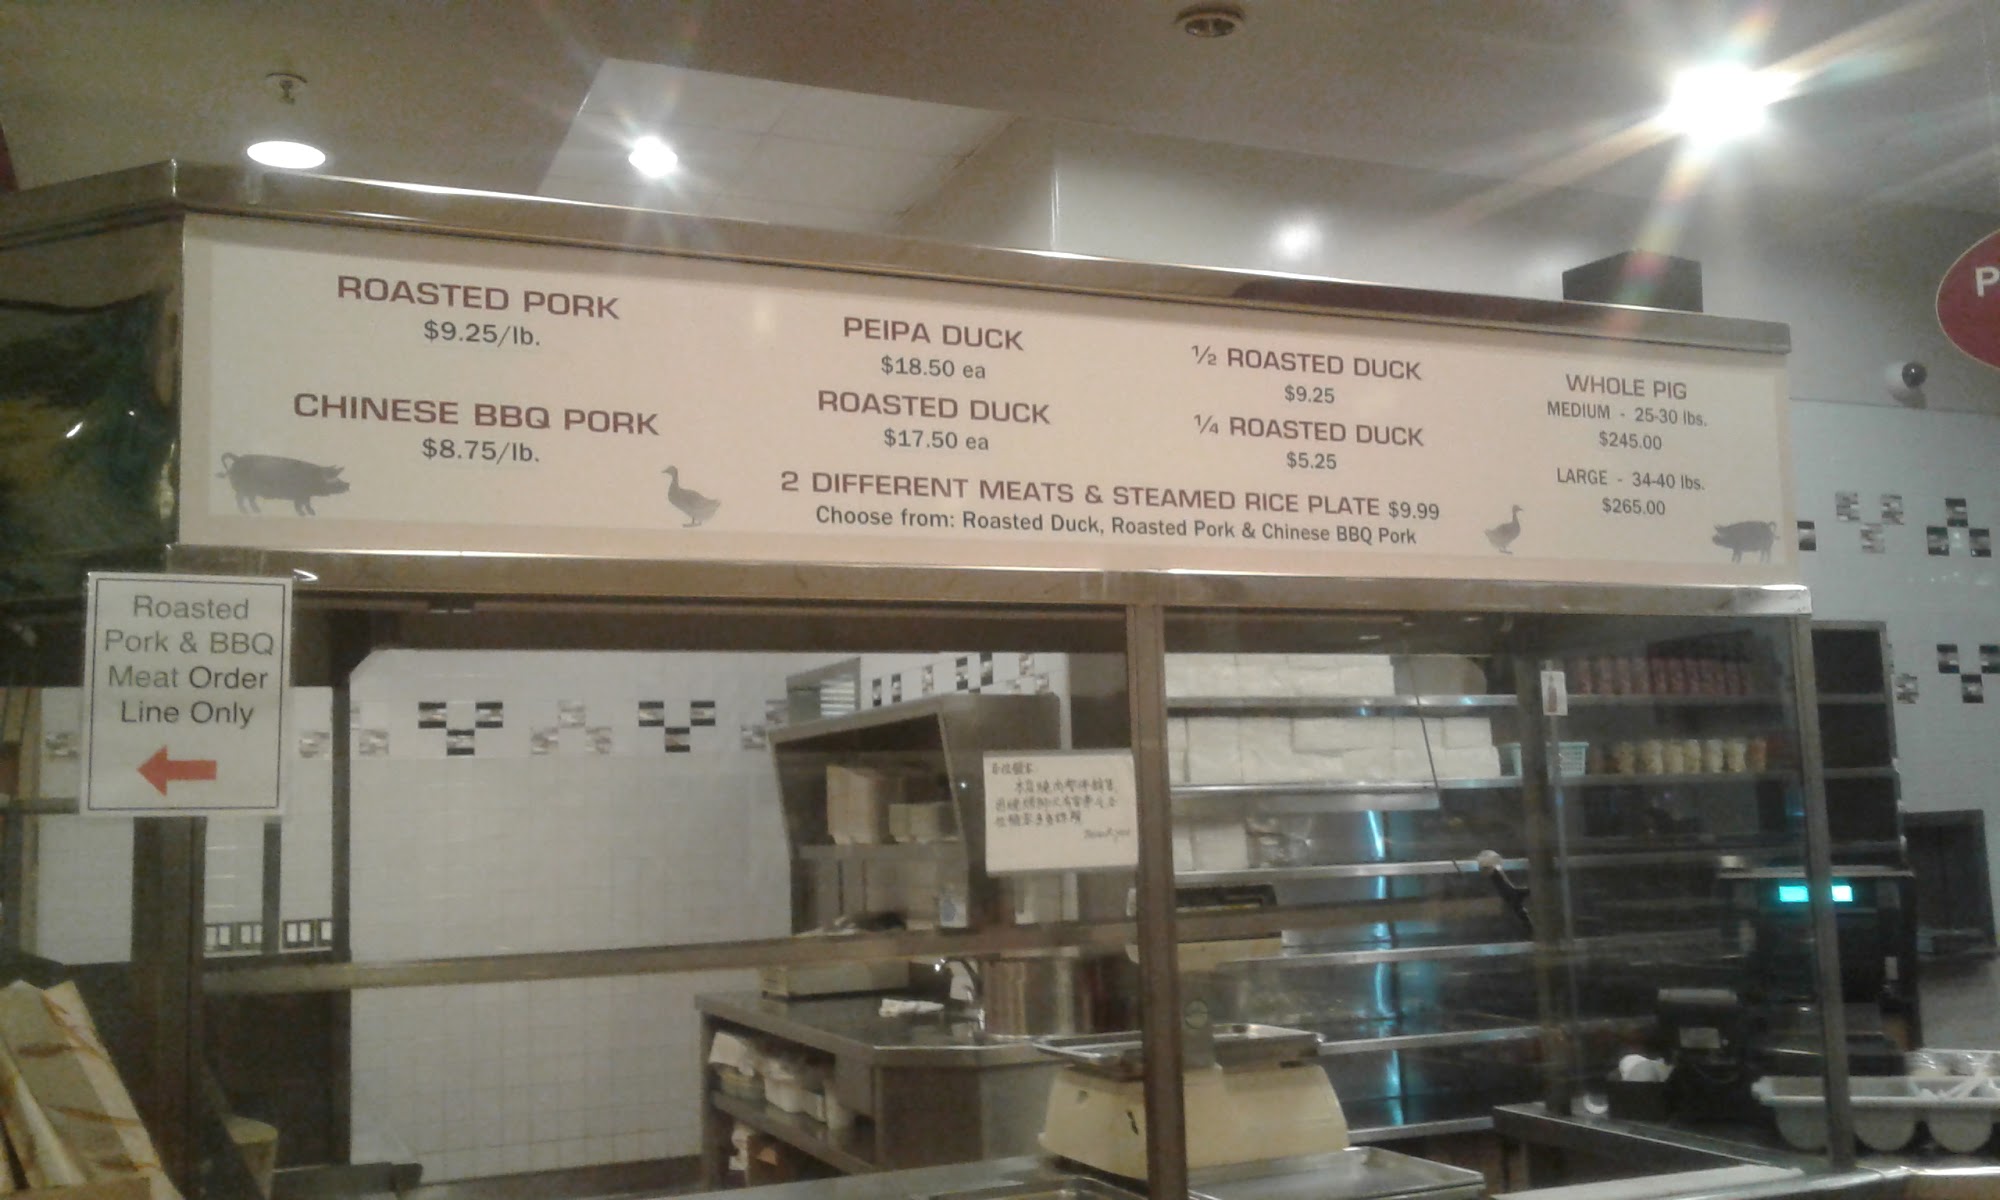 ROASTED PORK
$9.25/lb.
CHINESE BBQ PORK
$8.75/lb.
PEIPA DUCK
$18.50 ea
ROASTED DUCK
$17.50 ea
½ ROASTED DUCK
$9.25
¼ ROASTED DUCK
$5.25
2 DIFFERENT MEATS & STEAMED RICE PLATE $9.99
Choose from: Roasted Duck, Roasted Pork & Chinese BBQ Pork
WHOLE PIG
MEDIUM - 25-30 lbs.
$245.00
LARGE - 34-40 lbs.
$265.00
Roasted
Pork & BBQ
Meat Order
Line Only
P
Thank you